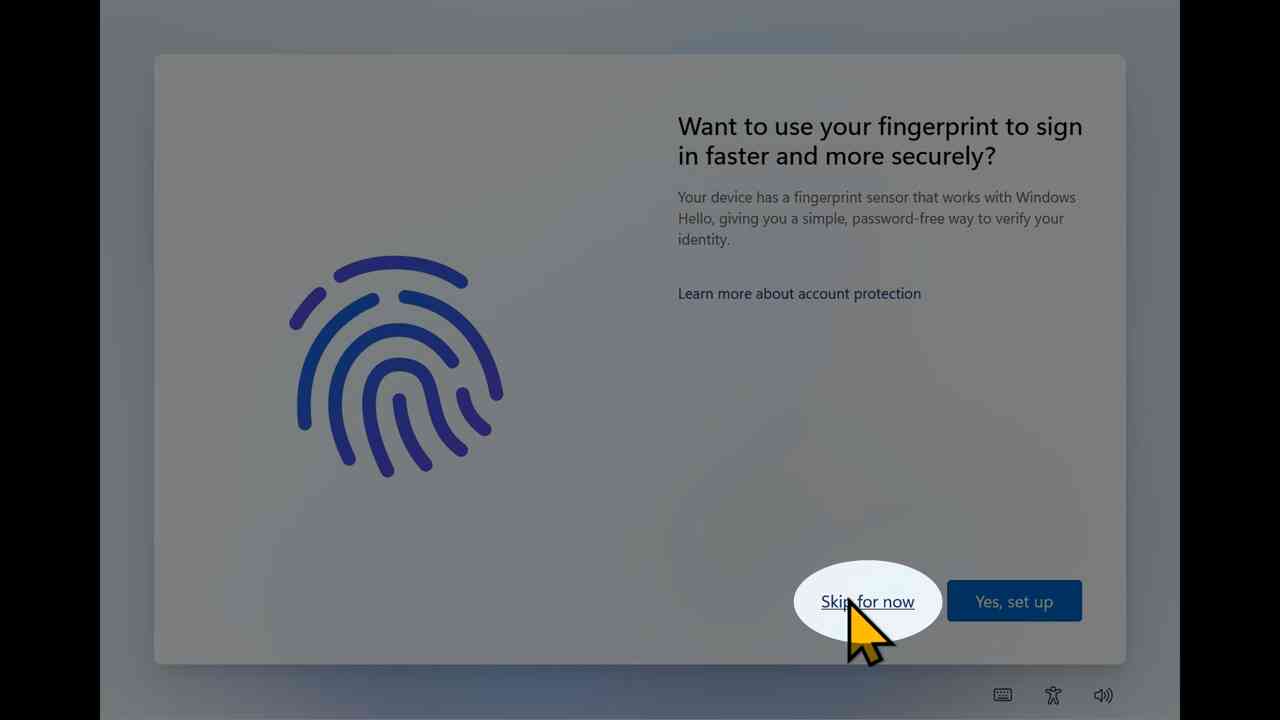 Want to use your fingerprint to sign
in faster and more securely?
Your device has a fingerprint sensor that works with Windows
Hello, giving you a simple, password-free way to verify your
identity.
Learn more about account protection
Skip for now
Yes, set up